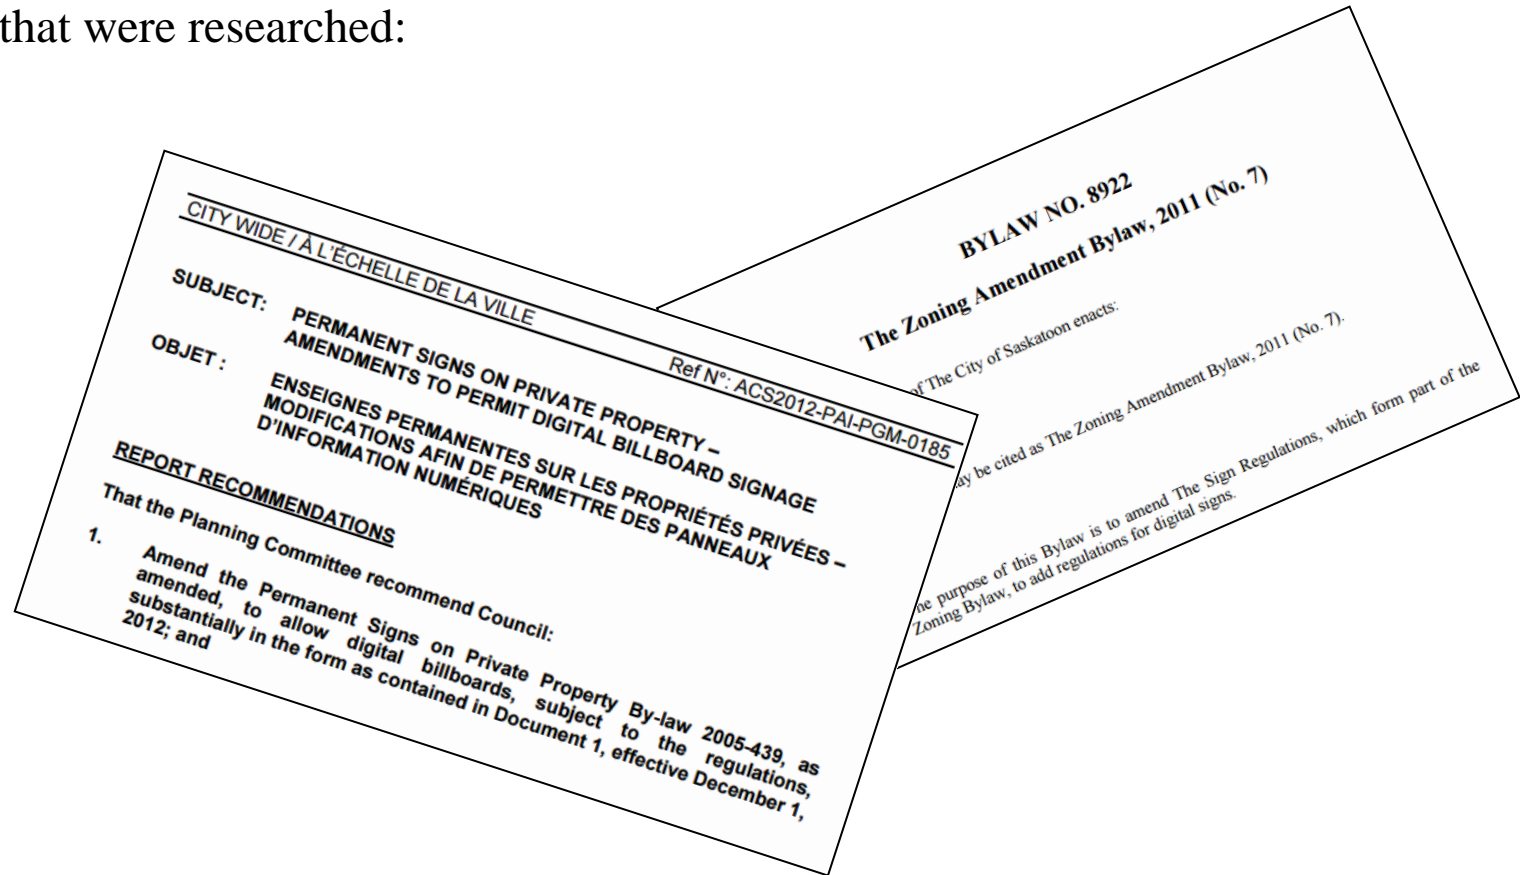 that were researched:
CITY WIDE / À L'ÉCHELLE DE LA VILLE
Ref N°: ACS2012-PAI-PGM-0185
SUBJECT: PERMANENT SIGNS ON PRIVATE PROPERTY –
AMENDMENTS TO PERMIT DIGITAL BILLBOARD SIGNAGE
OBJET : ENSEIGNES PERMANENTES SUR LES PROPRIÉTÉS PRIVÉES –
MODIFICATIONS AFIN DE PERMETTRE DES PANNEAUX
D'INFORMATION NUMÉRIQUES
REPORT RECOMMENDATIONS
That the Planning Committee recommend Council:
1. Amend the Permanent Signs on Private Property By-law 2005-439, as
amended, to allow digital billboards, subject to the regulations,
substantially in the form as contained in Document 1, effective December 1,
2012; and
BYLAW NO. 8922
The Zoning Amendment Bylaw, 2011 (No. 7)
of The City of Saskatoon enacts:
be cited as The Zoning Amendment Bylaw, 2011 (No. 7).
purpose of this Bylaw is to amend The Sign Regulations, which form part of the
Zoning Bylaw, to add regulations for digital signs.